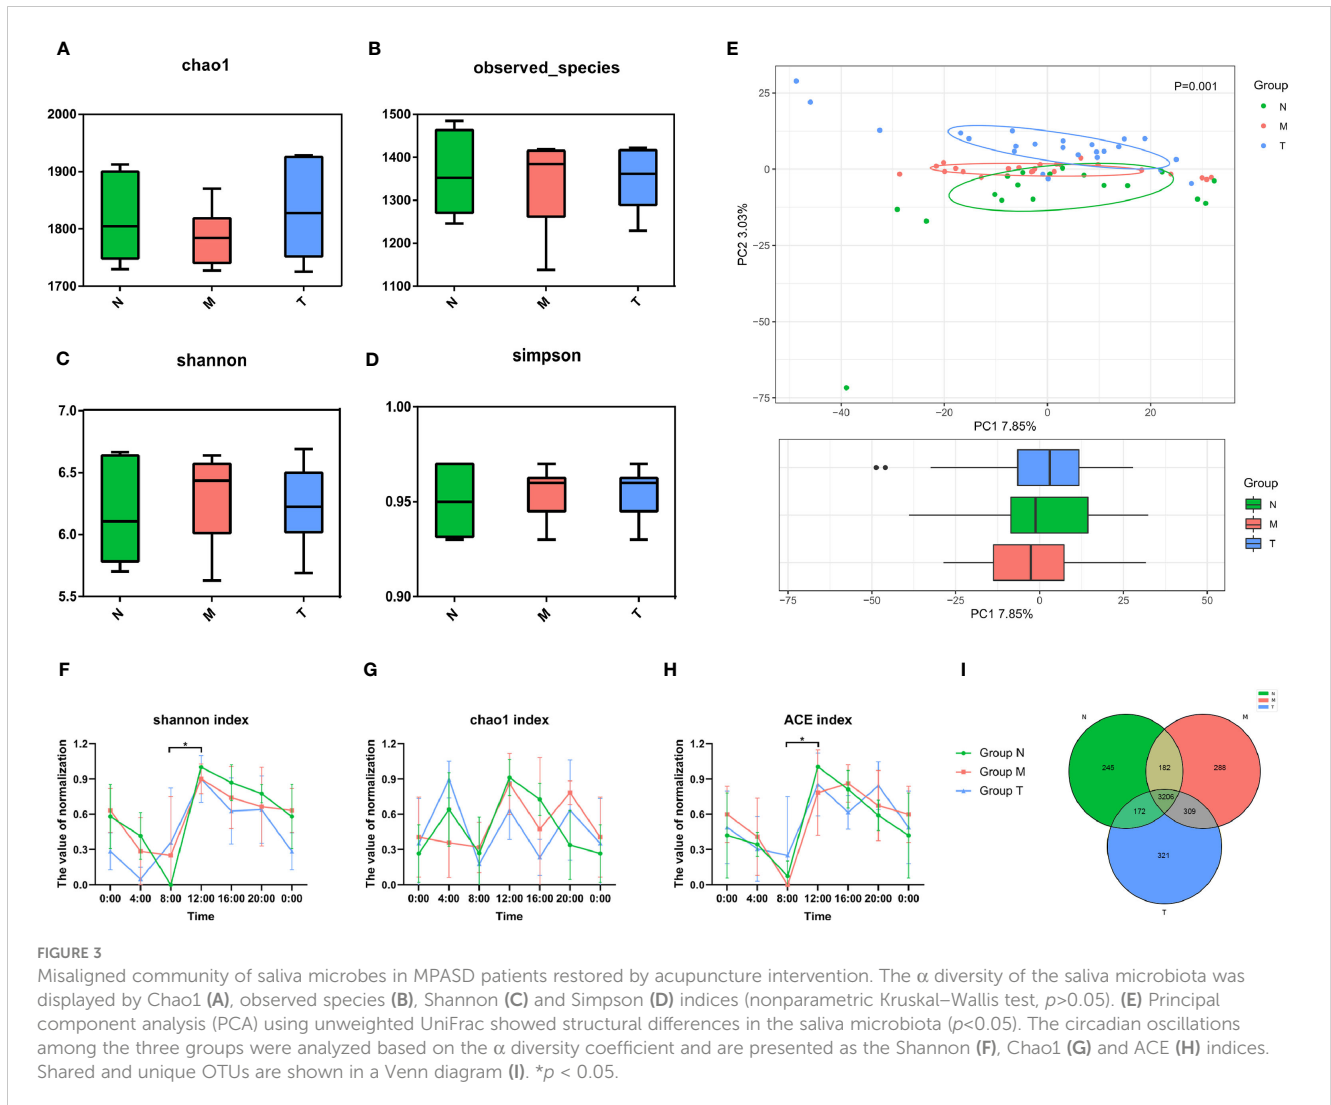 A
chao1
2000
1900
1800
1700
N
M
T
B
observed_species
1500
1400
1300
1200
1100
N
M
T
C
shannon
7.0
6.5
6.0
5.5
N
M
T
D
simpson
1.00
0.95
0.90
N
M
T
E
P=0.001
25
0
−25
−50
−75
PC2 3.03%
−40
−20
0
20
PC1 7.85%
Group
N
M
T
−75
−50
−25
0
25
50
PC1 7.85%
Group
N
M
T
F
shannon index
The value of normalization
1.2
0.9
0.6
0.3
0.0
*
0:00 4:00 8:00 12:00 16:00 20:00 0:00
Time
G
chao1 index
The value of normalization
1.2
0.9
0.6
0.3
0.0
0:00 4:00 8:00 12:00 16:00 20:00 0:00
Time
H
ACE index
The value of normalization
1.2
0.9
0.6
0.3
0.0
*
0:00 4:00 8:00 12:00 16:00 20:00 0:00
Time
Group N
Group M
Group T
I
N
M
T
N
M
245
182
288
3206
172
309
321
T
FIGURE 3
Misaligned community of saliva microbes in MPASD patients restored by acupuncture intervention. The α diversity of the saliva microbiota was
displayed by Chao1 (A), observed species (B), Shannon (C) and Simpson (D) indices (nonparametric Kruskal–Wallis test, p>0.05). (E) Principal
component analysis (PCA) using unweighted UniFrac showed structural differences in the saliva microbiota (p<0.05). The circadian oscillations
among the three groups were analyzed based on the α diversity coefficient and are presented as the Shannon (F), Chao1 (G) and ACE (H) indices.
Shared and unique OTUs are shown in a Venn diagram (I). *p < 0.05.